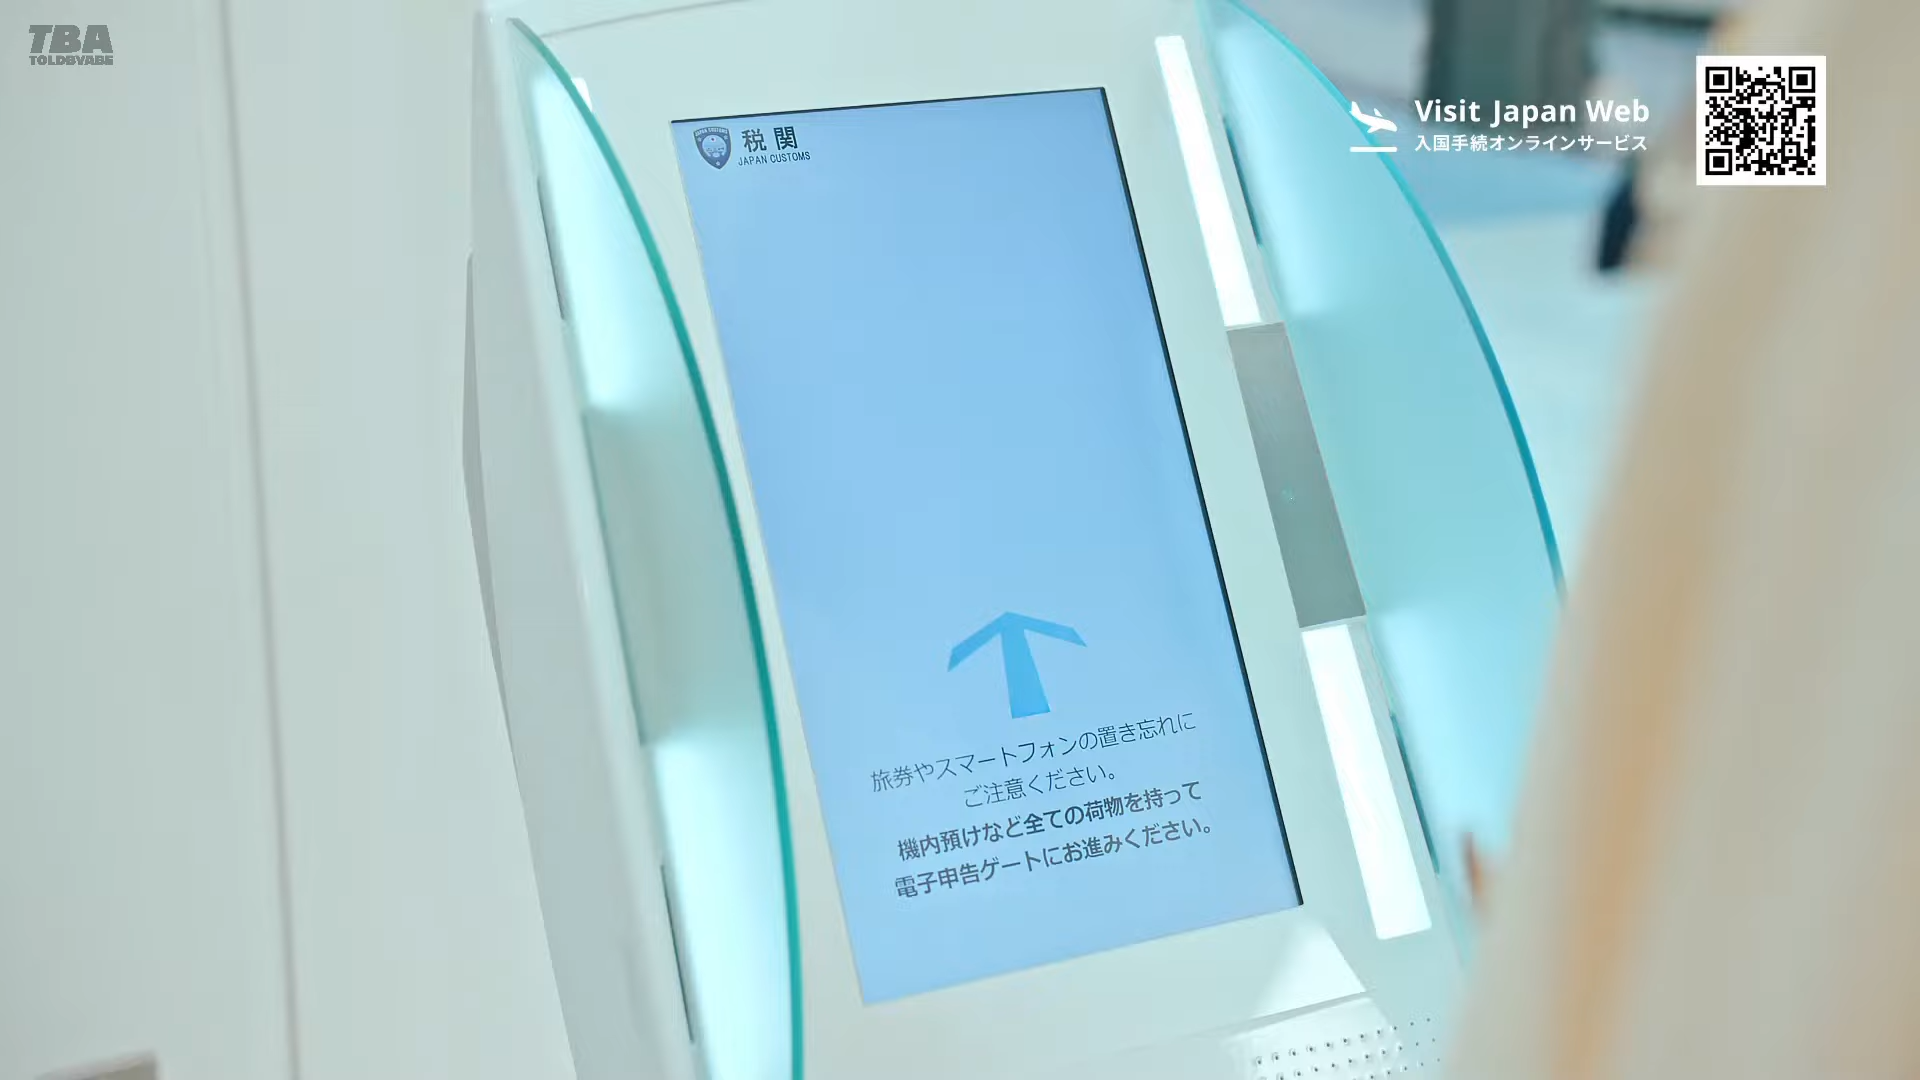 TBA
TOLDBYABE
Visit Japan Web
入国手続オンラインサービス
税関
JAPAN CUSTOMS
旅券やスマートフォンの置き忘れに
ご注意ください。
機内預けなど全ての荷物を持って
電子申告ゲートにお進みください。